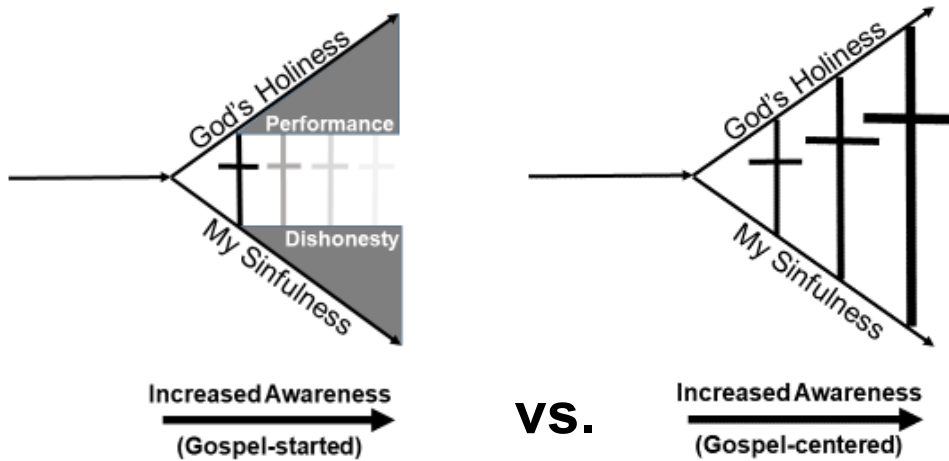 God's Holiness
Performance
Dishonesty
My Sinfulness
Increased Awareness
(Gospel-started)
vs.
God's Holiness
My Sinfulness
Increased Awareness
(Gospel-centered)